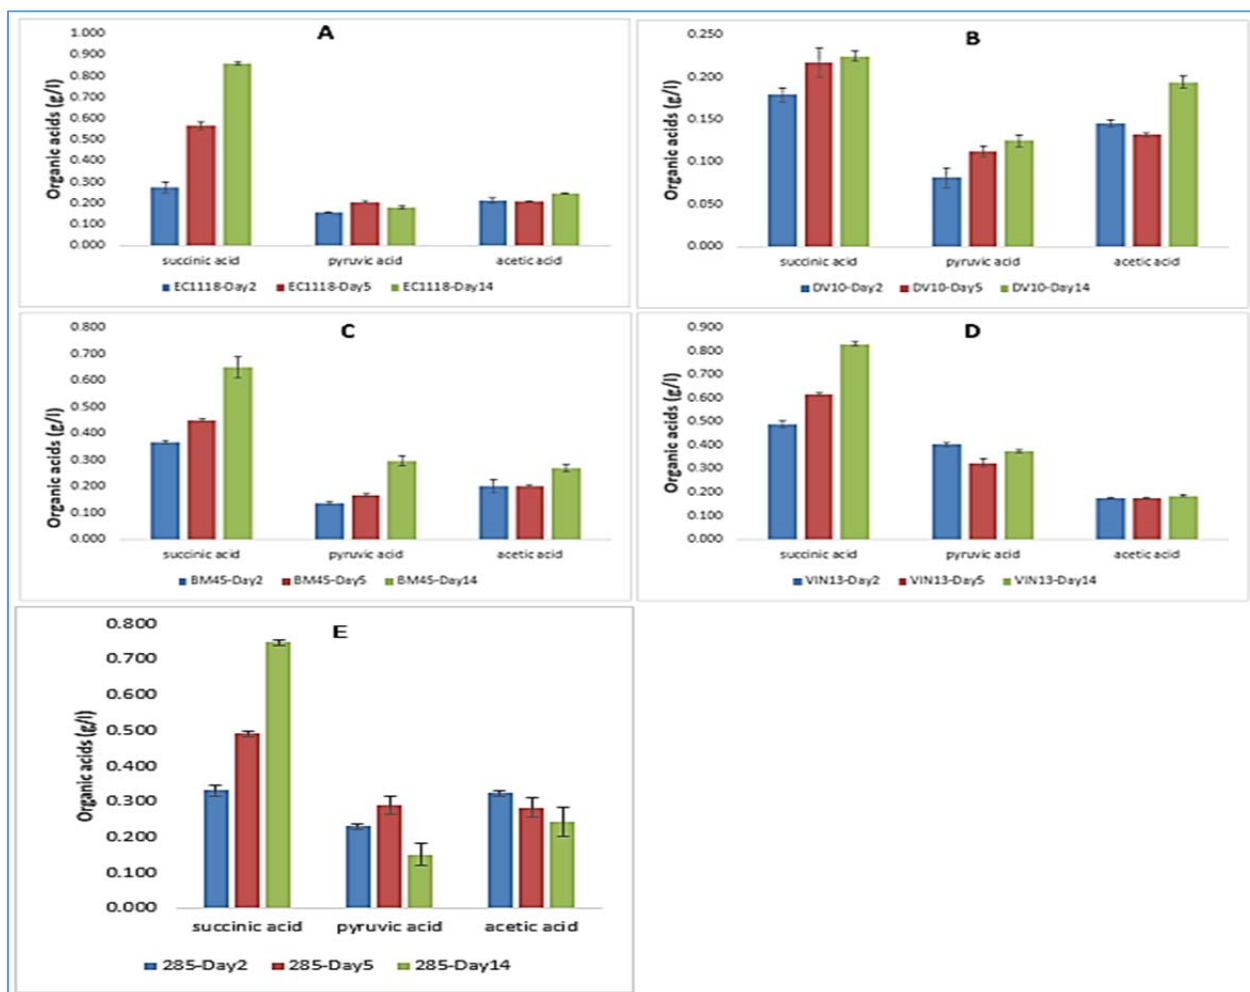 A
Organic acids (g/l)
1.000
0.900
0.800
0.700
0.600
0.500
0.400
0.300
0.200
0.100
0.000
succinic acid pyruvic acid acetic acid
EC1118-Day2 EC1118-Day5 EC1118-Day14
B
Organic acids (g/l)
0.250
0.200
0.150
0.100
0.050
0.000
succinic acid pyruvic acid acetic acid
DV10-Day2 DV10-Day5 DV10-Day14
C
Organic acids (g/l)
0.800
0.700
0.600
0.500
0.400
0.300
0.200
0.100
0.000
succinic acid pyruvic acid acetic acid
BM45-Day2 BM45-Day5 BM45-Day14
D
Organic acids (g/l)
0.900
0.800
0.700
0.600
0.500
0.400
0.300
0.200
0.100
0.000
succinic acid pyruvic acid acetic acid
VIN13-Day2 VIN13-Day5 VIN13-Day14
E
Organic acids (g/l)
0.800
0.700
0.600
0.500
0.400
0.300
0.200
0.100
0.000
succinic acid pyruvic acid acetic acid
285-Day2 285-Day5 285-Day14